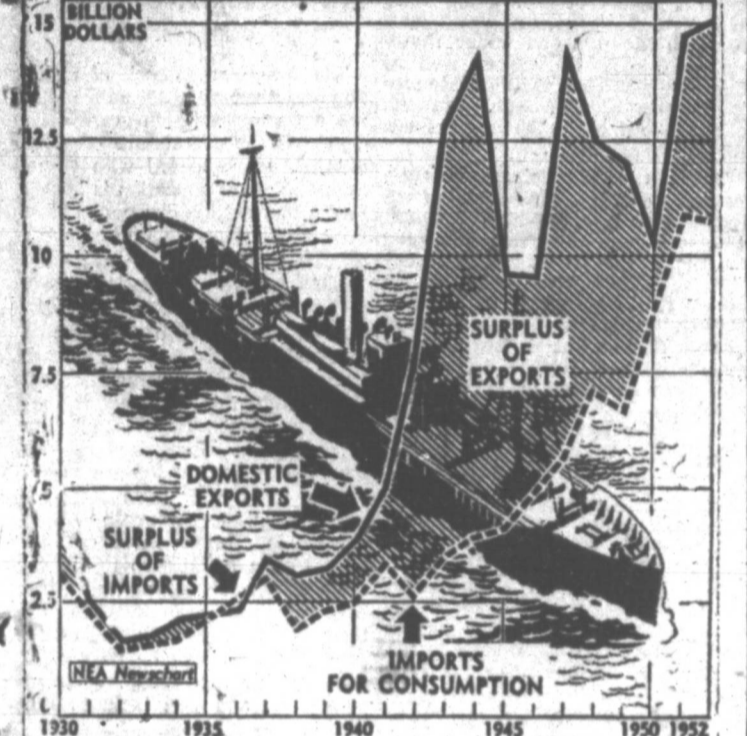 BILLION
DOLLARS
15
12.5
10
7.5
5
2.5
SURPLUS
OF
EXPORTS
DOMESTIC
EXPORTS
SURPLUS
OF
IMPORTS
IMPORTS
FOR CONSUMPTION
NEA Newschart
1930 1935 1940 1945 1950 1952